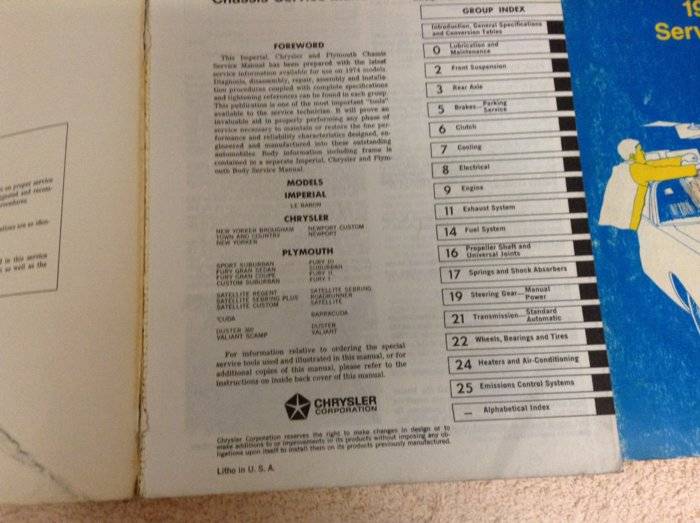 Chassis Service
FOREWORD
This Imperial, Chrysler and Plymouth Chassis
Service Manual has been prepared with the latest
service information available for use on 1974 models.
Diagnosis, disassembly, repair, assembly and installa-
tion procedures coupled with complete specifications
and tightening references can be found in each group.
This publication is one of the most important "tools"
available to the service technician. It will prove an
invaluable aid in properly performing any phase of
service necessary to maintain or restore the fine per-
formance and reliability characteristics designed, en-
gineered and manufactured into these outstanding
automobiles. Body information including frame is
contained in a separate Imperial, Chrysler and Plym-
outh Body Service Manual.
MODELS
IMPERIAL
LE BARON
CHRYSLER
NEW YORKER BROUGHAM NEWPORT CUSTOM
TOWN AND COUNTRY NEWPORT
NEW YORKER
PLYMOUTH
SPORT SUBURBAN FURY III
FURY GRAN SEDAN SUBURBAN
FURY GRAN COUPE FURY II
CUSTOM SUBURBAN FURY I
SATELLITE REGENT SATELLITE SEBRING
SATELLITE SEBRING PLUS ROADRUNNER
SATELLITE CUSTOM SATELLITE
'CUDA BARRACUDA
DUSTER 360 DUSTER
VALIANT SCAMP VALIANT
For information relative to ordering the special
service tools used and illustrated in this manual, or for
additional copies of this manual, please refer to the
instructions on inside back cover of this manual.
CHRYSLER
CORPORATION
Chrysler Corporation reserves the right to make changes in design or to
make additions to or improvements in its products without imposing any ob-
ligations upon itself to install them on its products previously manufactured.
Litho in U. S. A.
GROUP INDEX
Introduction, General Specifications
and Conversion Tables
0 Lubrication and
Maintenance
2 Front Suspension
3 Rear Axle
5 Brakes—Parking
Service
6 Clutch
7 Cooling
8 Electrical
9 Engine
11 Exhaust System
14 Fuel System
16 Propeller Shaft and
Universal Joints
17 Springs and Shock Absorbers
19 Steering Gear—Manual
Power
21 Transmission—Standard
Automatic
22 Wheels, Bearings and Tires
24 Heaters and Air-Conditioning
25 Emissions Control Systems
— Alphabetical Index
on proper service
procedures
in this service
as well as the
19
Serv